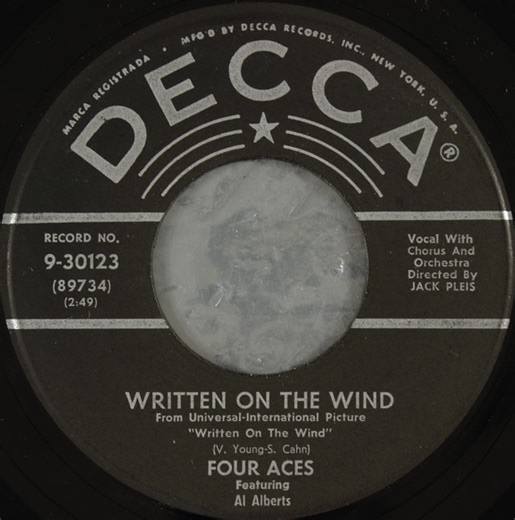 MARCA REGISTRADA • MFG'D BY DECCA RECORDS, INC., NEW YORK, U. S. A.
DECCA®
RECORD NO.
9-30123
(89734)
(2:49)
Vocal With
Chorus And
Orchestra
Directed By
JACK PLEIS
WRITTEN ON THE WIND
From Universal-International Picture
"Written On The Wind"
(V. Young-S. Cahn)
FOUR ACES
Featuring
Al Alberts